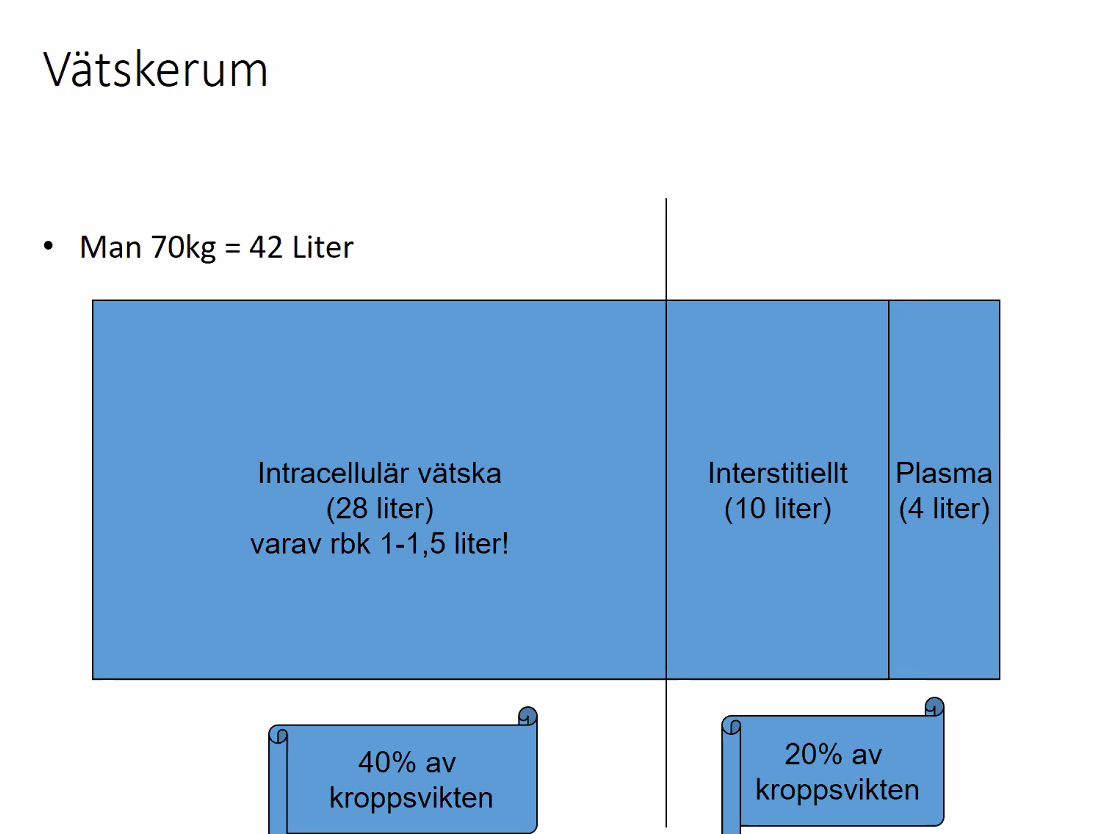 Vätskerum
• Man 70kg = 42 Liter
Intracellulär vätska
(28 liter)
varav rbk 1-1,5 liter!
Interstitiellt
(10 liter)
Plasma
(4 liter)
40% av
kroppsvikten
20% av
kroppsvikten